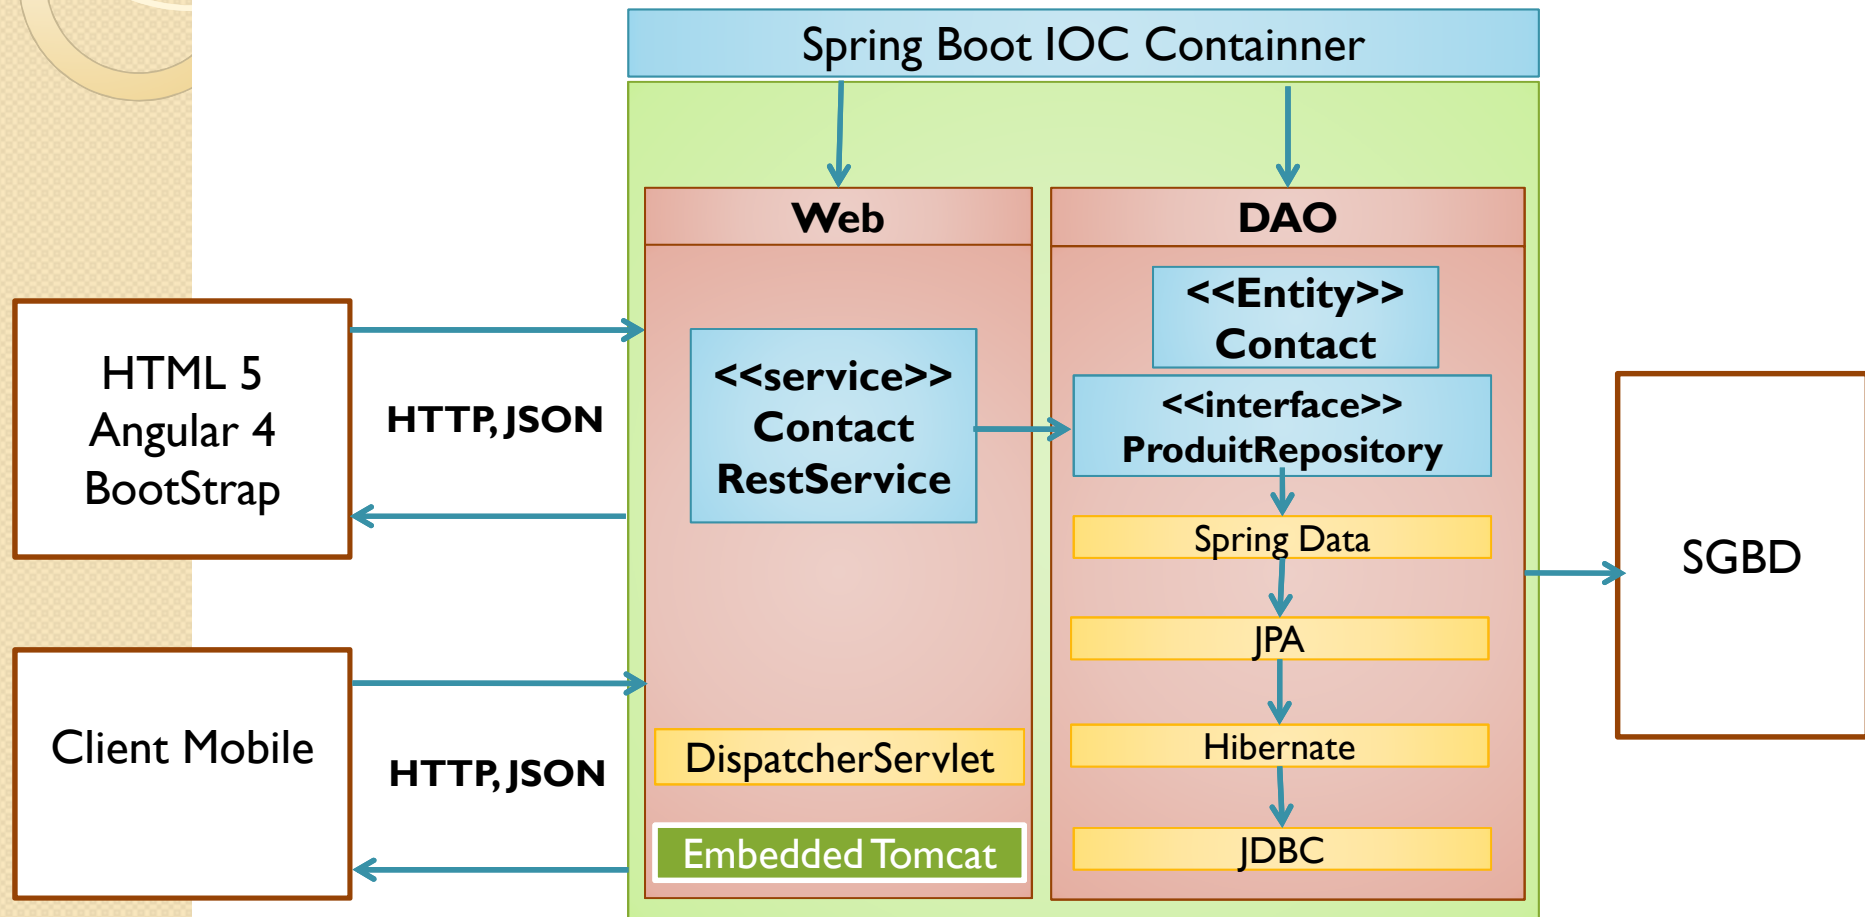 Spring Boot IOC Containner
Web
DAO
HTML 5
Angular 4
BootStrap
HTTP, JSON
<<service>>
Contact
RestService
<<Entity>>
Contact
<<interface>>
ProduitRepository
Spring Data
JPA
Hibernate
JDBC
SGBD
Client Mobile
HTTP, JSON
DispatcherServlet
Embedded Tomcat